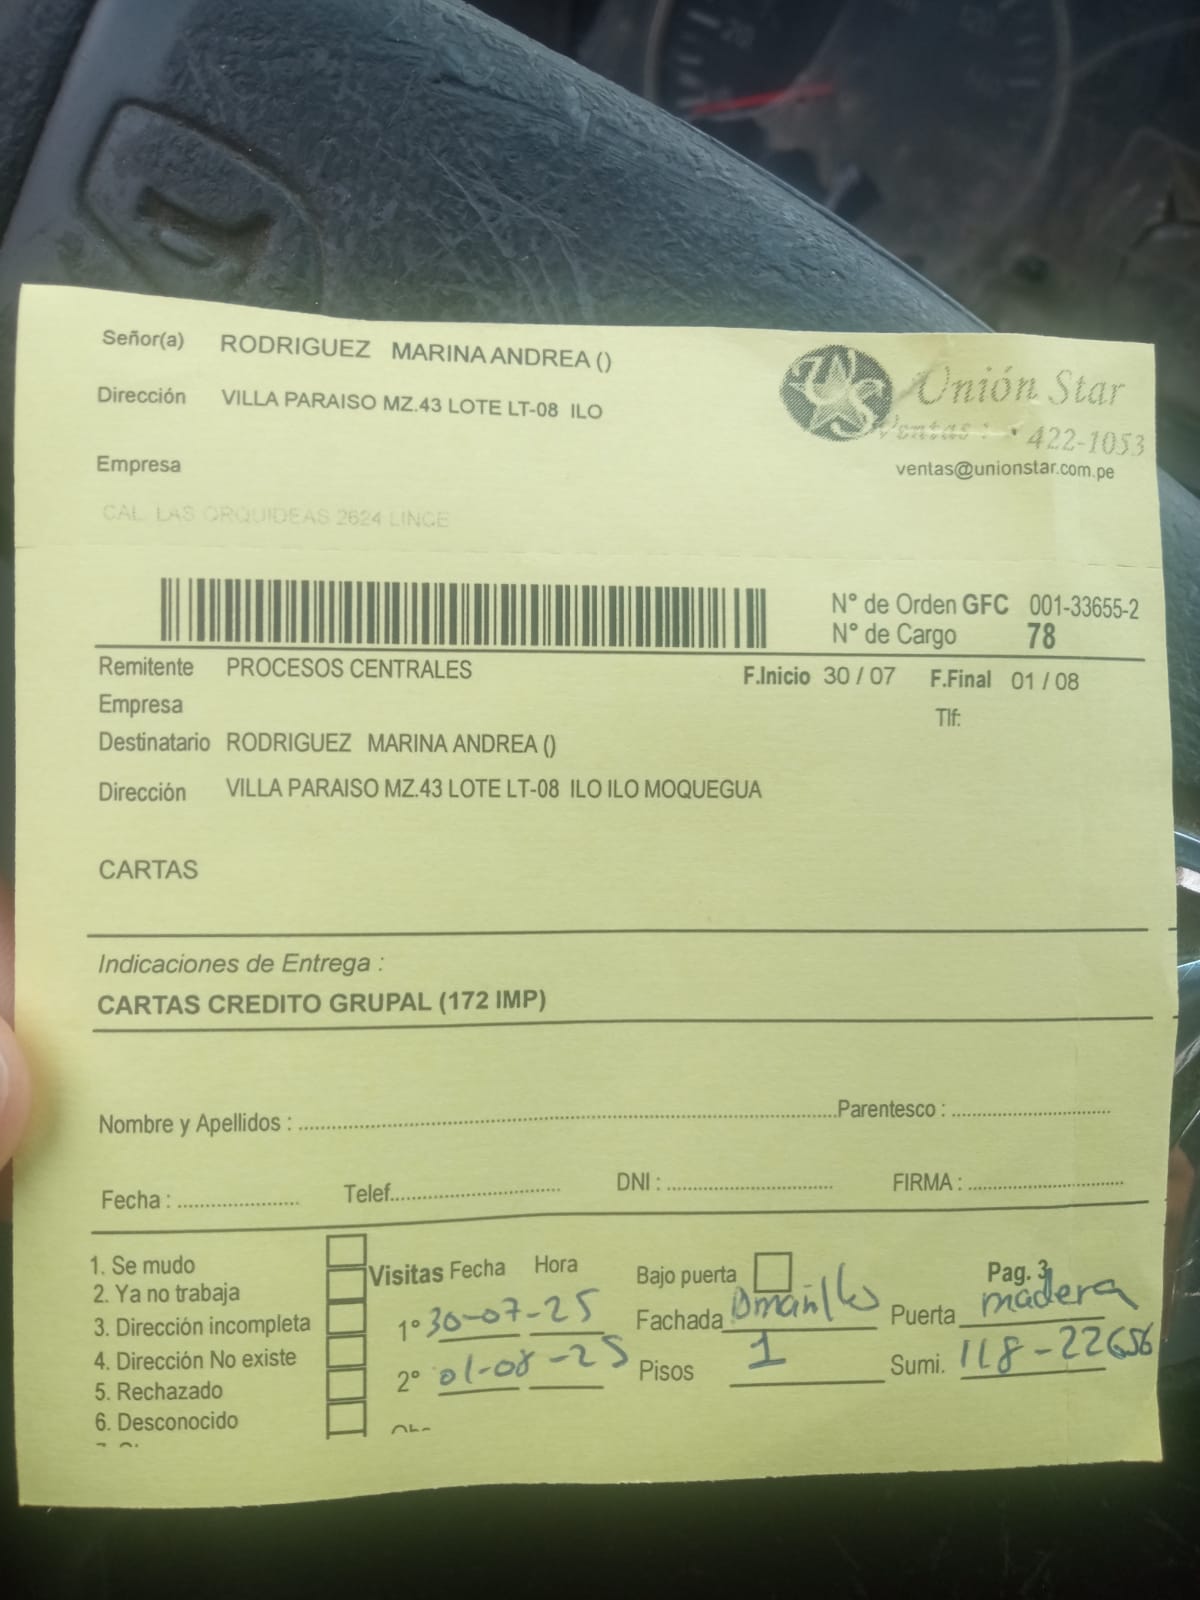 Señor(a) RODRIGUEZ MARINA ANDREA ()
Dirección VILLA PARAISO MZ.43 LOTE LT-08 ILO
Empresa
CAL. LAS ORQUIDEAS 2624 LINCE
US Unión Star
Ventas : 422-1053
ventas@unionstar.com.pe
N° de Orden GFC 001-33655-2
N° de Cargo 78
Remitente PROCESOS CENTRALES
F.Inicio 30 / 07 F.Final 01 / 08
Empresa
Tlf:
Destinatario RODRIGUEZ MARINA ANDREA ()
Dirección VILLA PARAISO MZ.43 LOTE LT-08 ILO ILO MOQUEGUA
CARTAS
Indicaciones de Entrega :
CARTAS CREDITO GRUPAL (172 IMP)
Nombre y Apellidos : Parentesco :
Fecha : Telef. DNI : FIRMA :
1. Se mudo
2. Ya no trabaja
3. Dirección incompleta
4. Dirección No existe
5. Rechazado
6. Desconocido
Visitas Fecha Hora
1° 30-07-25
2° 01-08-25
Bajo puerta
Fachada
Pisos 1
Pag. 3
Puerta madera
Sumi. 118-22656